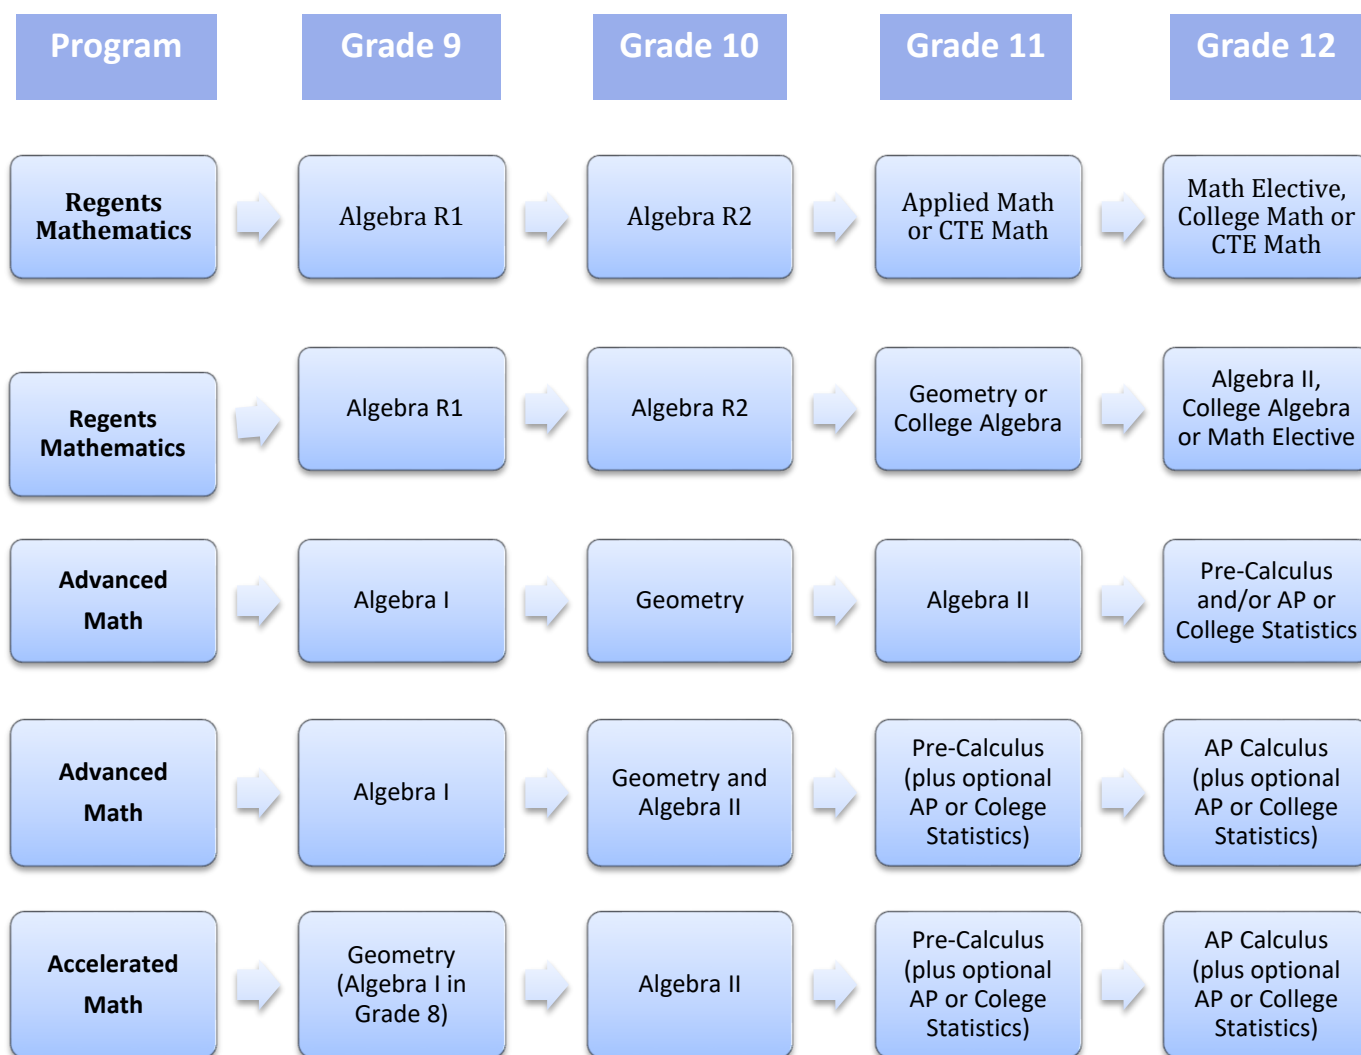 Program
Grade 9
Grade 10
Grade 11
Grade 12
Regents
Mathematics
Algebra R1
Algebra R2
Applied Math
or CTE Math
Math Elective,
College Math or
CTE Math
Regents
Mathematics
Algebra R1
Algebra R2
Geometry or
College Algebra
Algebra II,
College Algebra
or Math Elective
Advanced
Math
Algebra I
Geometry
Algebra II
Pre-Calculus
and/or AP or
College Statistics
Advanced
Math
Algebra I
Geometry and
Algebra II
Pre-Calculus
(plus optional
AP or Colege
Statistics)
AP Calculus
(plus optional
AP or College
Statistics)
Accelerated
Math
Geometry
(Algebra I in
Grade 8)
Algebra II
Pre-Calculus
(plus optional
AP or Colege
Statistics)
AP Calculus
(plus optional
AP or College
Statistics)